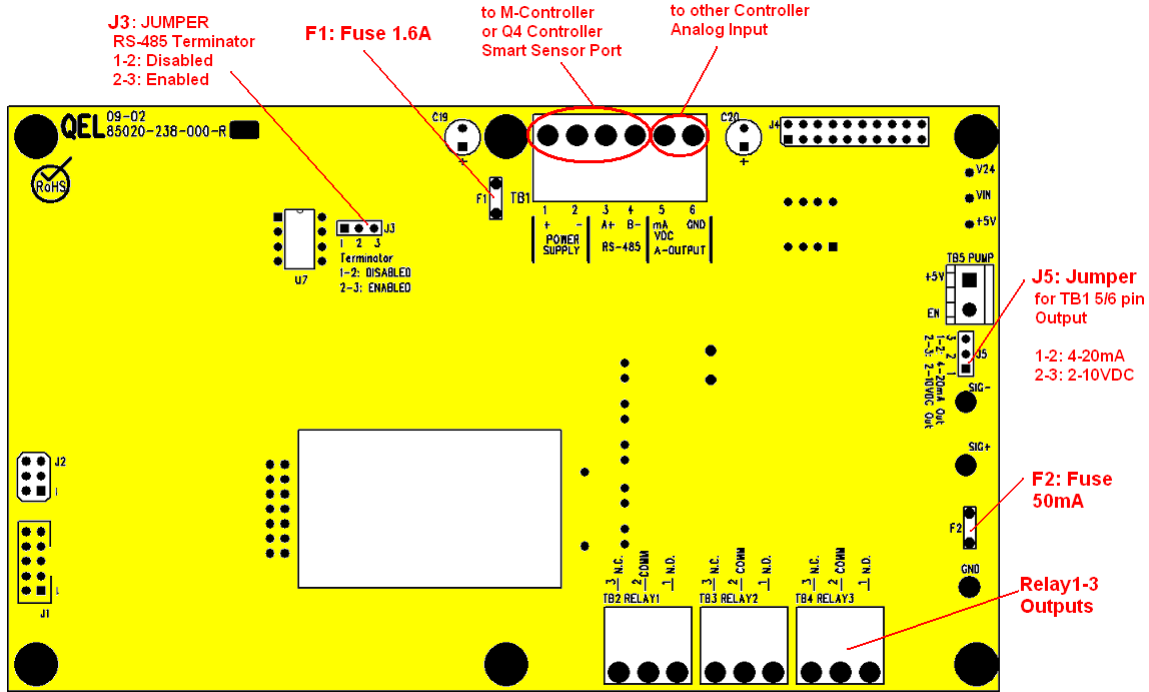 J3: JUMPER
RS-485 Terminator
1-2: Disabled
2-3: Enabled
F1: Fuse 1.6A
to M-Controller
or Q4 Controller
Smart Sensor Port
to other Controller
Analog Input
QEL
09-02
85020-238-000-R
RoHS
C19
+
F1
TB1
1 2 3 4 5 6
+ - A+ B- mA GND
VDC
POWER
SUPPLY
RS-485
A-OUTPUT
C20
+
J4
V24
VIN
+5V
U7
J3
1 2 3
Terminator
1-2: DISABLED
2-3: ENABLED
TB5 PUMP
+5V
EN
J5
3 2 1
1-2: 4-20mA Out
2-3: 2-10VDC Out
SIG-
SIG+
J5: Jumper
for TB1 5/6 pin
Output
1-2: 4-20mA
2-3: 2-10VDC
F2: Fuse
50mA
F2
GND
J2
1
J1
1
3 N.C. 2 COMM 1 N.O.
TB2 RELAY1
3 N.C. 2 COMM 1 N.O.
TB3 RELAY2
3 N.C. 2 COMM 1 N.O.
TB4 RELAY3
Relay1-3
Outputs